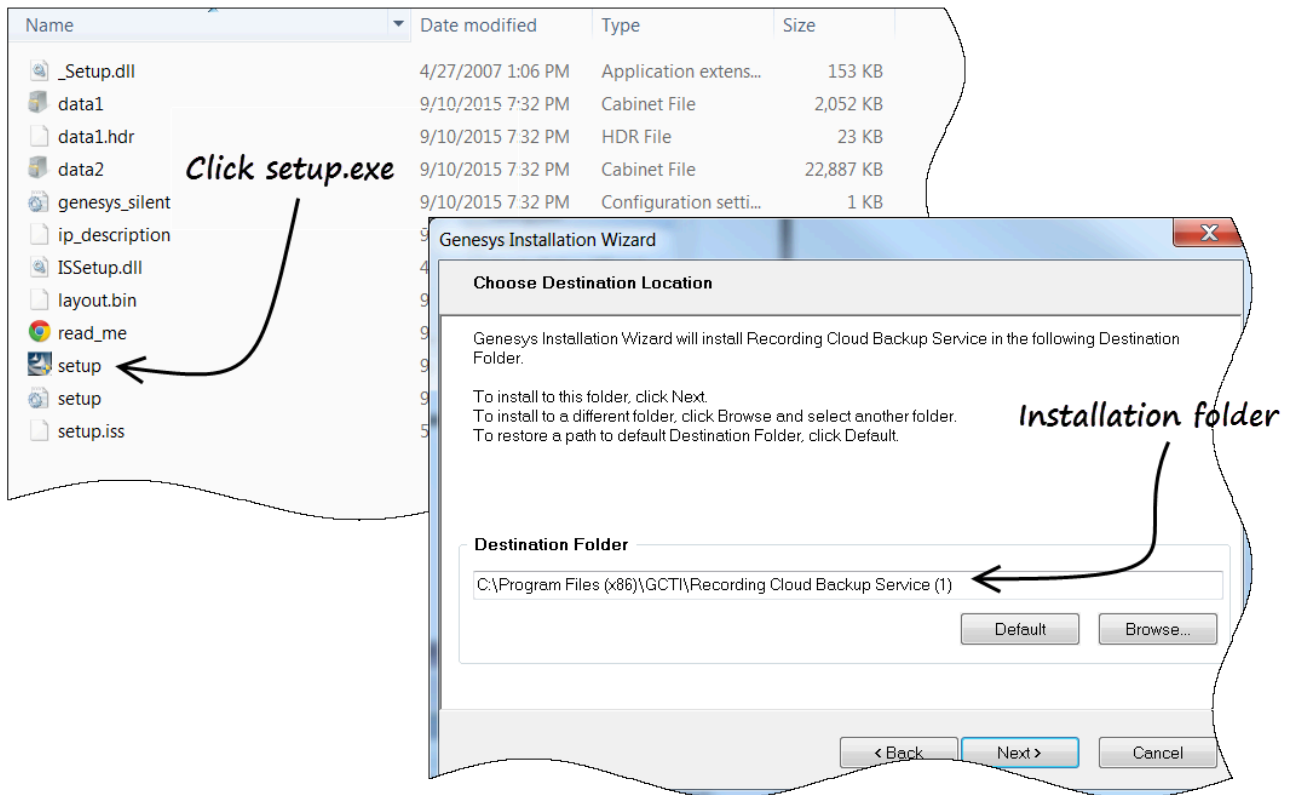 Name Date modified Type Size
_Setup.dll 4/27/2007 1:06 PM Application extens... 153 KB
data1 9/10/2015 7:32 PM Cabinet File 2,052 KB
data1.hdr 9/10/2015 7:32 PM HDR File 23 KB
data2 9/10/2015 7:32 PM Cabinet File 22,887 KB
Click setup.exe
genesys_silent 9/10/2015 7:32 PM Configuration setti... 1 KB
ip_description 9
ISSetup.dll 4
layout.bin 9
read_me 9
setup 9
setup 9
setup.iss 5
Genesys Installation Wizard
Choose Destination Location
Genesys Installation Wizard will install Recording Cloud Backup Service in the following Destination
Folder.
To install to this folder, click Next.
To install to a different folder, click Browse and select another folder.
To restore a path to default Destination Folder, click Default.
Installation folder
Destination Folder
C:\Program Files (x86)\GCTI\Recording Cloud Backup Service (1)
Default Browse...
< Back Next > Cancel